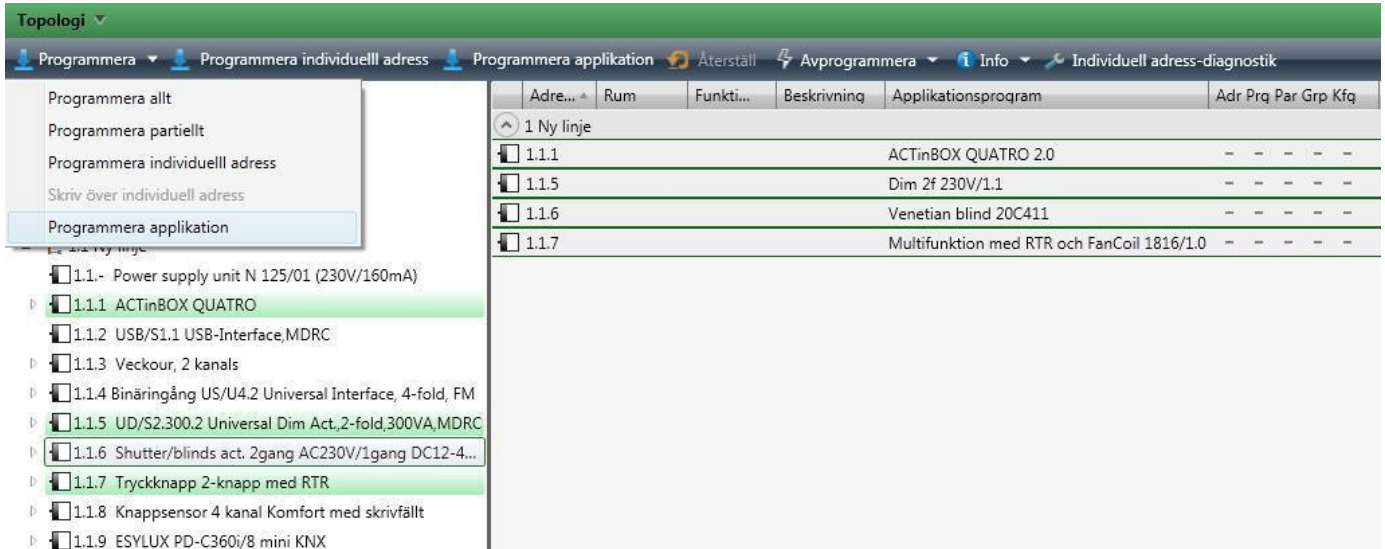 Topologi
Programmera Programmera individuelll adress Programmera applikation Återställ Avprogrammera Info Individuell adress-diagnostik
Programmera allt
Programmera partiellt
Programmera individuelll adress
Skriv över individuell adress
Programmera applikation
1.1 Ny linje
1.1.- Power supply unit N 125/01 (230V/160mA)
1.1.1 ACTinBOX QUATRO
1.1.2 USB/S1.1 USB-Interface,MDRC
1.1.3 Veckour, 2 kanals
1.1.4 Binäringång US/U4.2 Universal Interface, 4-fold, FM
1.1.5 UD/S2.300.2 Universal Dim Act.,2-fold,300VA,MDRC
1.1.6 Shutter/blinds act. 2gang AC230V/1gang DC12-4...
1.1.7 Tryckknapp 2-knapp med RTR
1.1.8 Knappsensor 4 kanal Komfort med skrivfällt
1.1.9 ESYLUX PD-C360i/8 mini KNX
Adre... Rum Funkti... Beskrivning Applikationsprogram Adr Prg Par Grp Kfg
1 Ny linje
1.1.1 ACTinBOX QUATRO 2.0 - - - - -
1.1.5 Dim 2f 230V/1.1 - - - - -
1.1.6 Venetian blind 20C411 - - - - -
1.1.7 Multifunktion med RTR och FanCoil 1816/1.0 - - - - -